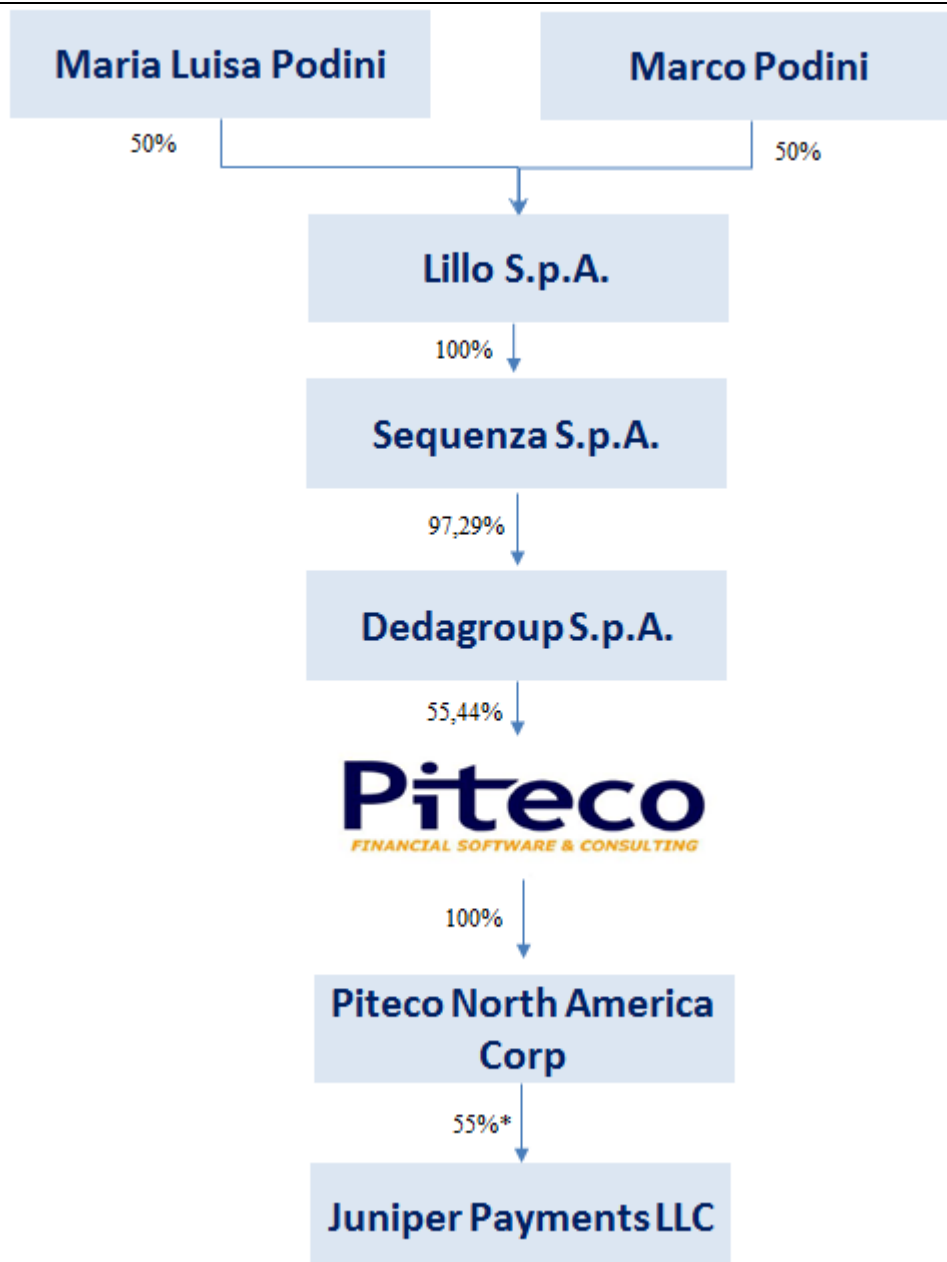 Maria Luisa Podini
Marco Podini
50%
50%
Lillo S.p.A.
100%
Sequenza S.p.A.
97,29%
Dedagroup S.p.A.
55,44%
Piteco
FINANCIAL SOFTWARE & CONSULTING
100%
Piteco North America
Corp
55%*
Juniper Payments LLC